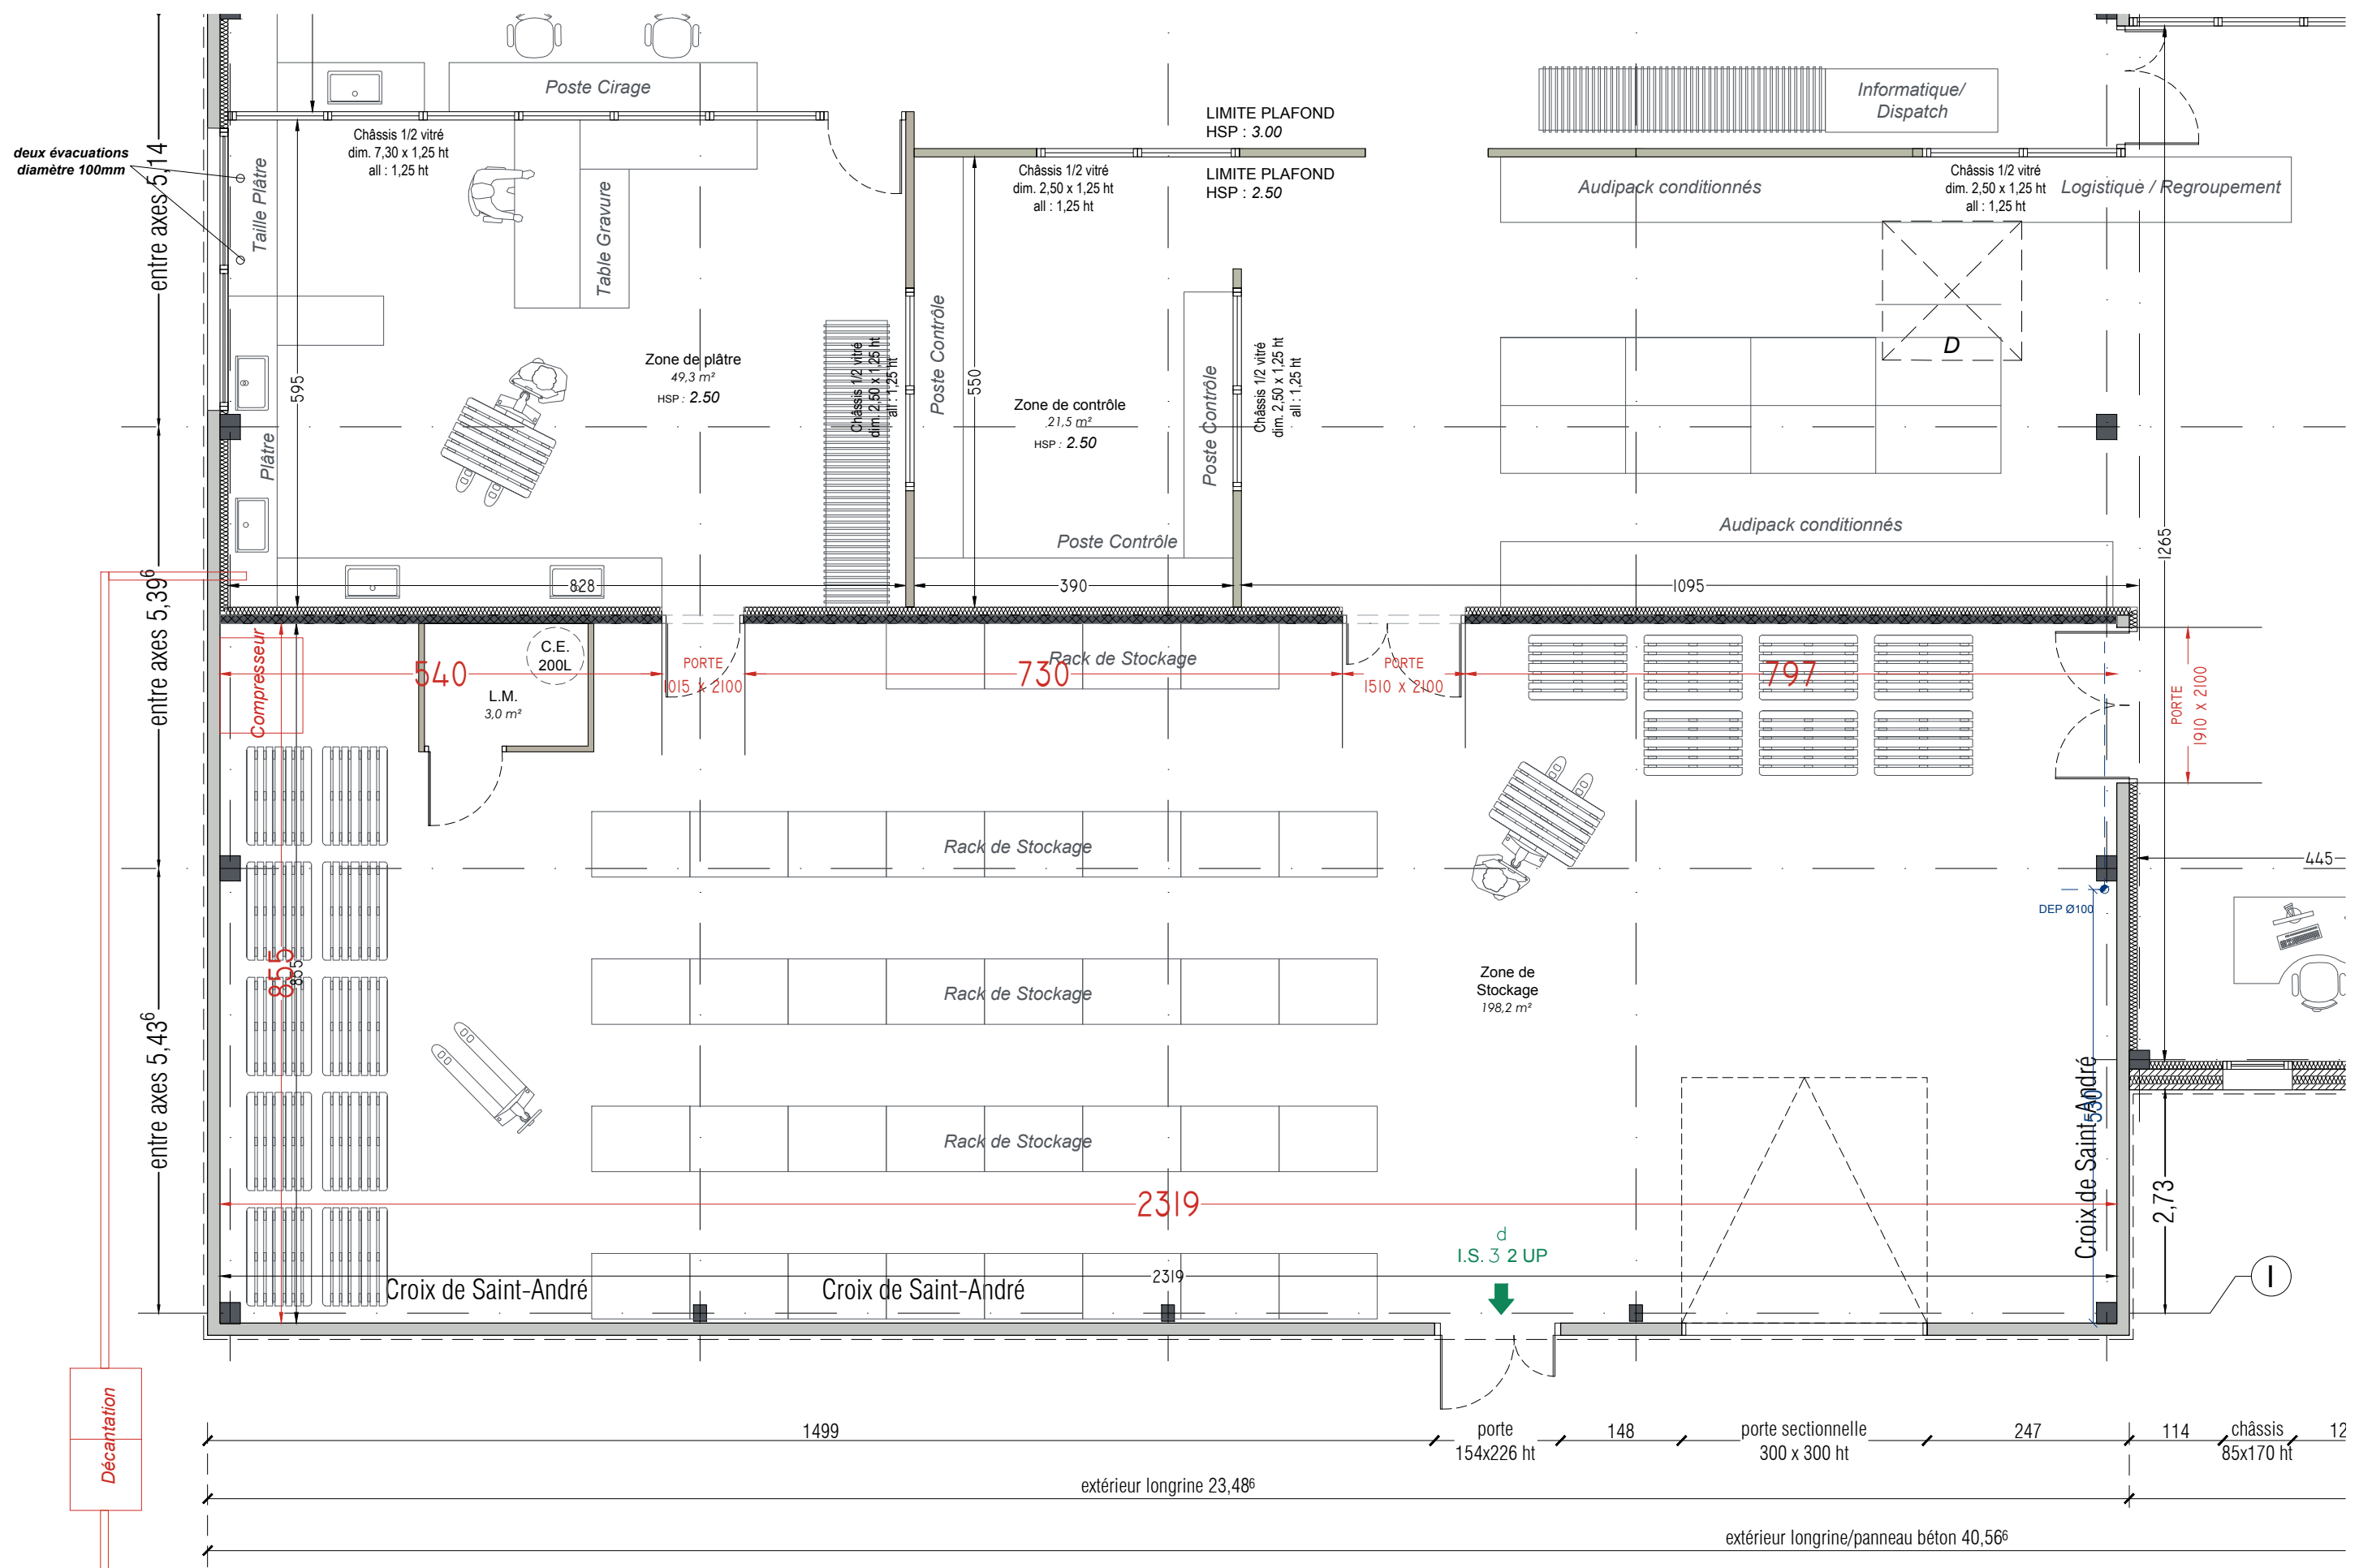 Poste Cirage
Informatique/
Dispatch
LIMITE PLAFOND
HSP : 3.00
LIMITE PLAFOND
HSP : 2.50
Châssis 1/2 vitré
dim. 7,30 x 1,25 ht
all : 1,25 ht
deux évacuations
diamètre 100mm
entre axes 5,14
Taille Plâtre
Table Gravure
Châssis 1/2 vitré
dim. 2,50 x 1,25 ht
all : 1,25 ht
Audipack conditionnés
Châssis 1/2 vitré
dim. 2,50 x 1,25 ht
all : 1,25 ht
Logistique / Regroupement
D
595
Zone de plâtre
49,3 m²
HSP : 2.50
Châssis 1/2 vitré
dim. 2,50 x 1,25 ht
all : 1,25 ht
Poste Contrôle
550
Zone de contrôle
21,5 m²
HSP : 2.50
Poste Contrôle
Châssis 1/2 vitré
dim. 2,50 x 1,25 ht
all : 1,25 ht
Plâtre
Poste Contrôle
Audipack conditionnés
1265
828
390
1095
entre axes 5,39⁶
Compresseur
540
C.E.
200L
L.M.
3,0 m²
PORTE
1015 x 2100
Rack de Stockage
730
PORTE
1510 x 2100
797
PORTE
1910 x 2100
Rack de Stockage
445
DEP Ø100
855
855
Rack de Stockage
Zone de
Stockage
198,2 m²
entre axes 5,43⁶
Rack de Stockage
530
Croix de Saint-André
2,73
2319
d
I.S. 3 2 UP
2319
Croix de Saint-André
Croix de Saint-André
I
Décantation
1499
porte
154x226 ht
148
porte sectionnelle
300 x 300 ht
247
114
châssis
85x170 ht
12
extérieur longrine 23,48⁶
extérieur longrine/panneau béton 40,56⁶